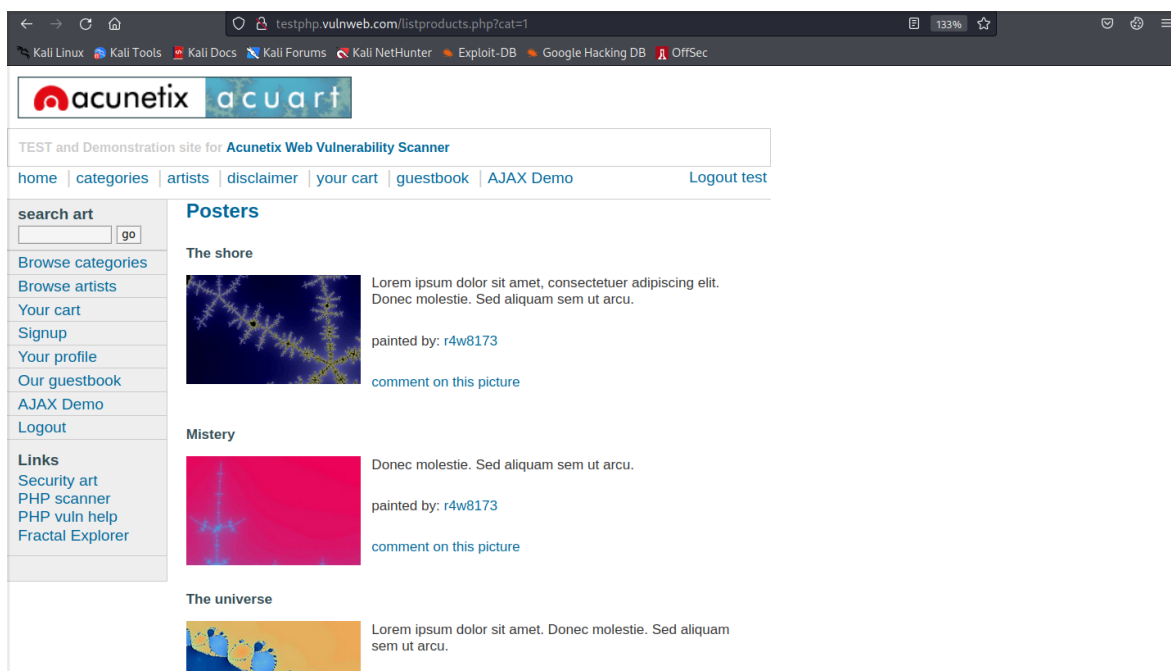 testphp.vulnweb.com/listproducts.php?cat=1
133%
Kali Linux Kali Tools Kali Docs Kali Forums Kali NetHunter Exploit-DB Google Hacking DB OffSec
acunetix acuart
TEST and Demonstration site for Acunetix Web Vulnerability Scanner
home | categories | artists | disclaimer | your cart | guestbook | AJAX Demo
Logout test
search art
go
Browse categories
Browse artists
Your cart
Signup
Your profile
Our guestbook
AJAX Demo
Logout
Links
Security art
PHP scanner
PHP vuln help
Fractal Explorer
Posters
The shore
Lorem ipsum dolor sit amet, consectetuer adipiscing elit.
Donec molestie. Sed aliquam sem ut arcu.
painted by: r4w8173
comment on this picture
Mistery
Donec molestie. Sed aliquam sem ut arcu.
painted by: r4w8173
comment on this picture
The universe
Lorem ipsum dolor sit amet. Donec molestie. Sed aliquam
sem ut arcu.